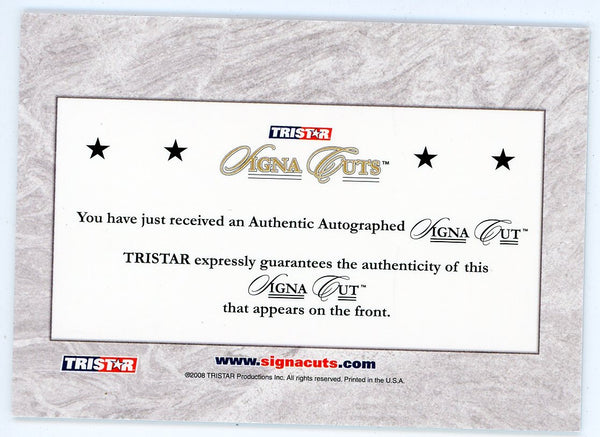 TRISTAR
SIGNA CUTS™
You have just received an Authentic Autographed SIGNA CUT™
TRISTAR expressly guarantees the authenticity of this
SIGNA CUT™
that appears on the front.
TRISTAR
www.signacuts.com
©2008 TRISTAR Productions Inc. All rights reserved. Printed in the U.S.A.